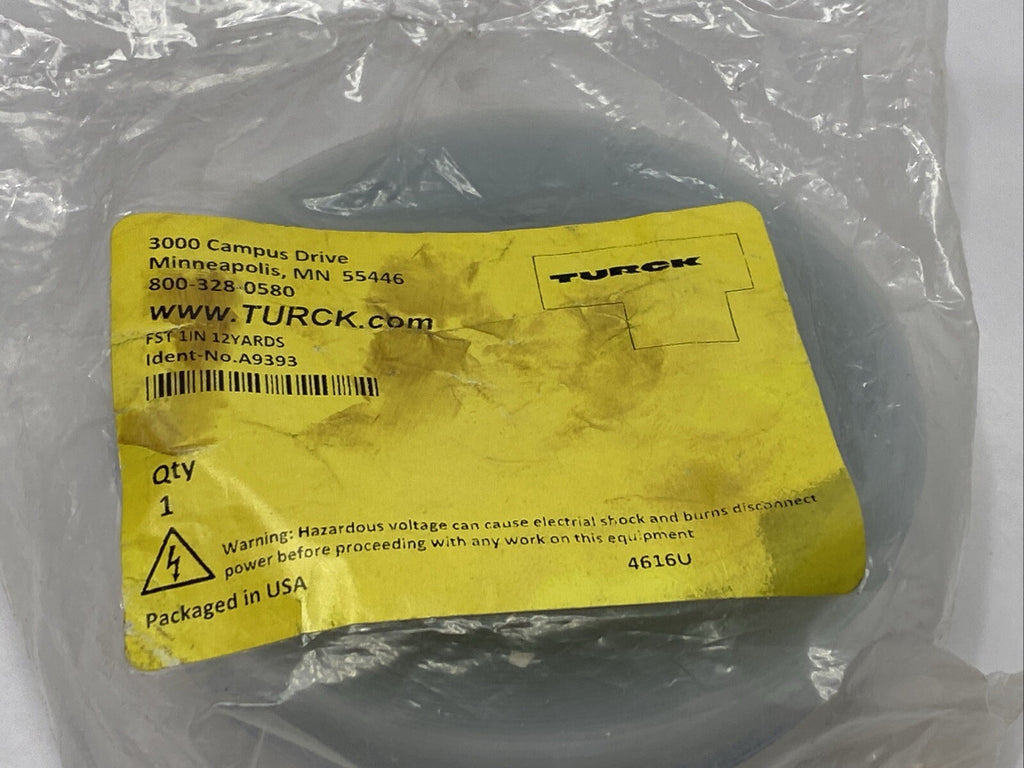 3000 Campus Drive
Minneapolis, MN 55446
800-328-0580
www.TURCK.com
FST 1IN 12YARDS
Ident-No.A9393
TURCK
Qty
1
Warning: Hazardous voltage can cause electrial shock and burns disconnect
power before proceeding with any work on this equipment
4616U
Packaged in USA